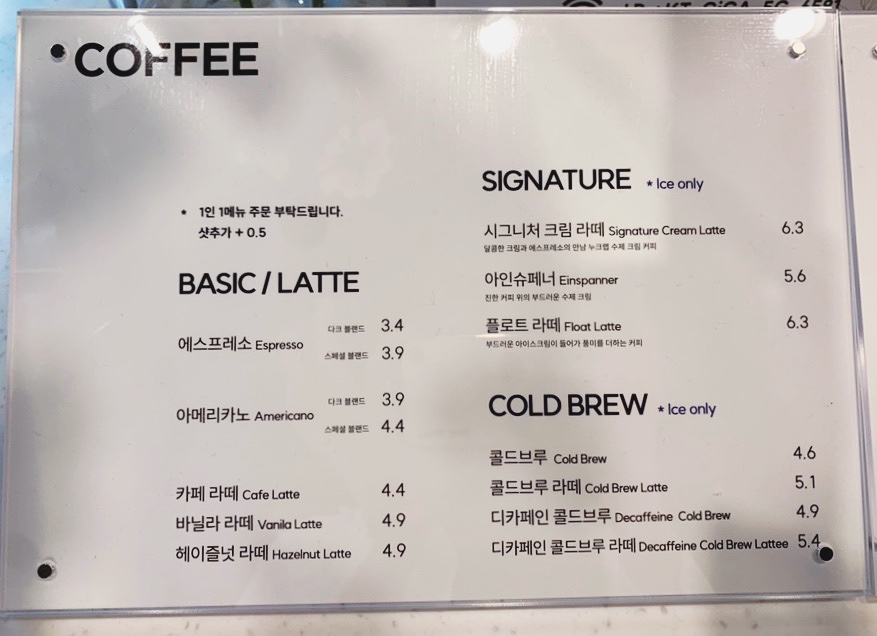 COFFEE
* 1인 1메뉴 주문 부탁드립니다.
샷추가 + 0.5
BASIC / LATTE
에스프레소 Espresso
다크 블랜드 3.4
스페셜 블랜드 3.9
아메리카노 Americano
다크 블랜드 3.9
스페셜 블랜드 4.4
카페 라떼 Cafe Latte 4.4
바닐라 라떼 Vanila Latte 4.9
헤이즐넛 라떼 Hazelnut Latte 4.9
SIGNATURE * Ice only
시그니처 크림 라떼 Signature Cream Latte 6.3
달콤한 크림과 에스프레소의 만남 누크랩 수제 크림 커피
아인슈페너 Einspanner 5.6
진한 커피 위의 부드러운 수제 크림
플로트 라떼 Float Latte 6.3
부드러운 아이스크림이 들어가 풍미를 더하는 커피
COLD BREW * Ice only
콜드브루 Cold Brew 4.6
콜드브루 라떼 Cold Brew Latte 5.1
디카페인 콜드브루 Decaffeine Cold Brew 4.9
디카페인 콜드브루 라떼 Decaffeine Cold Brew Lattee 5.4